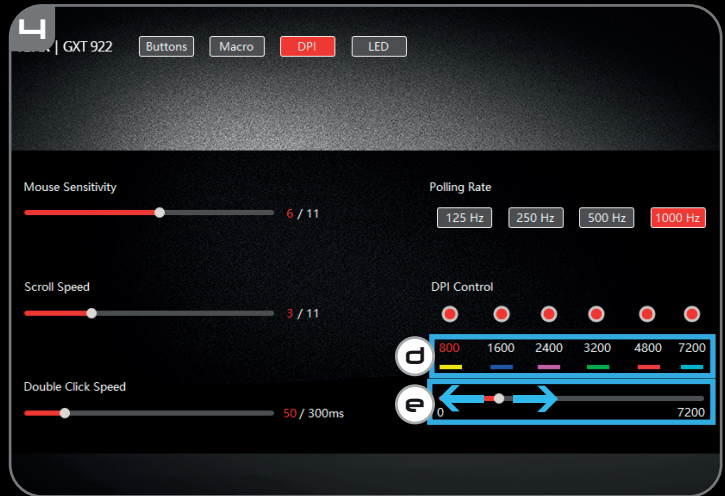 4
| GXT 922
Buttons Macro DPI LED
Mouse Sensitivity
6 / 11
Polling Rate
125 Hz 250 Hz 500 Hz 1000 Hz
Scroll Speed
3 / 11
DPI Control
d
800 1600 2400 3200 4800 7200
Double Click Speed
50 / 300ms
e
0 7200